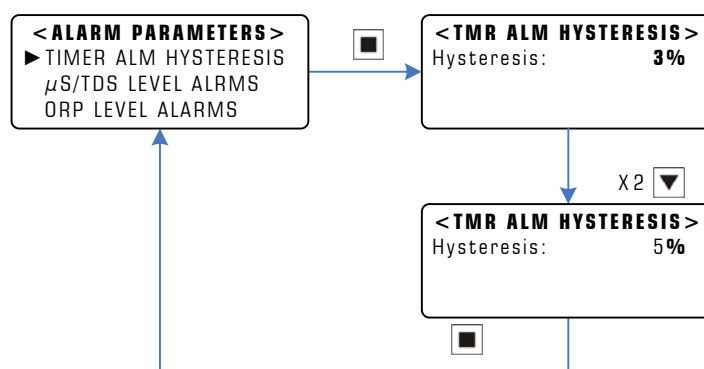 <ALARM PARAMETERS>
►TIMER ALM HYSTERESIS
µS/TDS LEVEL ALRMS
ORP LEVEL ALARMS
<TMR ALM HYSTERESIS>
Hysteresis: 3%
X2
<TMR ALM HYSTERESIS>
Hysteresis: 5%